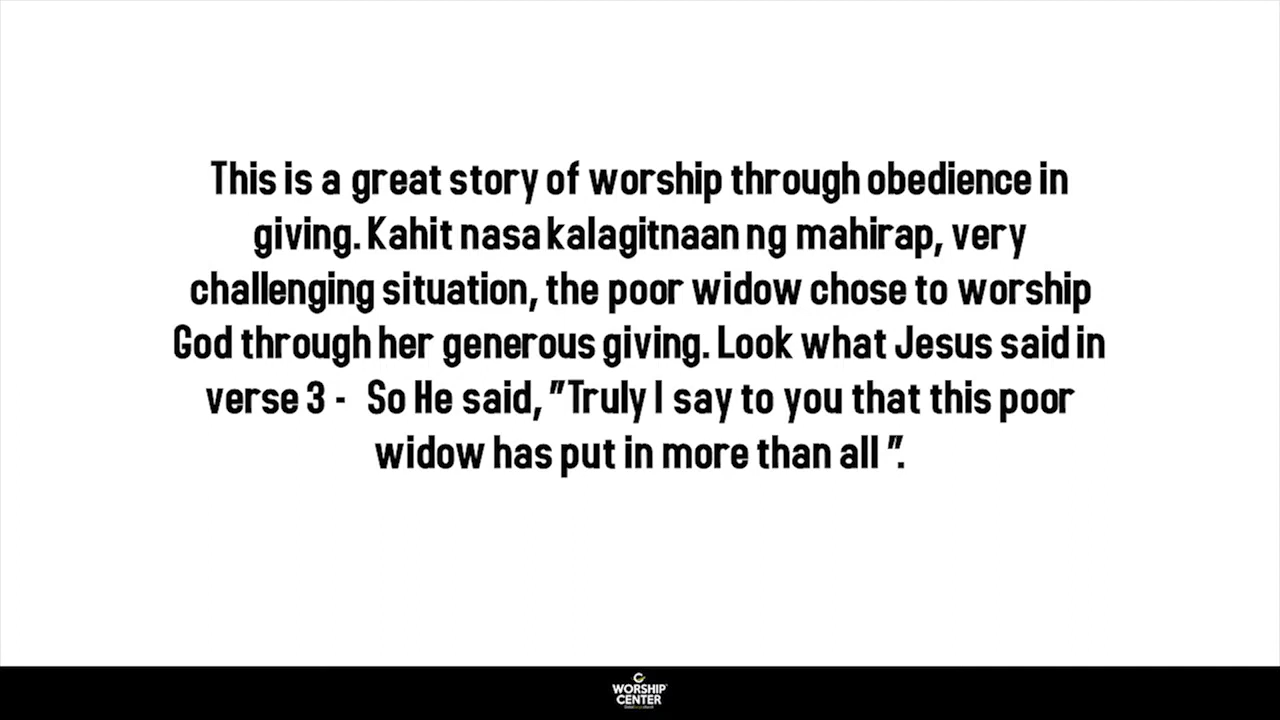 This is a great story of worship through obedience in
giving. Kahit nasa kalagitnaan ng mahirap, very
challenging situation, the poor widow chose to worship
God through her generous giving. Look what Jesus said in
verse 3 - So He said, "Truly I say to you that this poor
widow has put in more than all ".
WORSHIP
CENTER